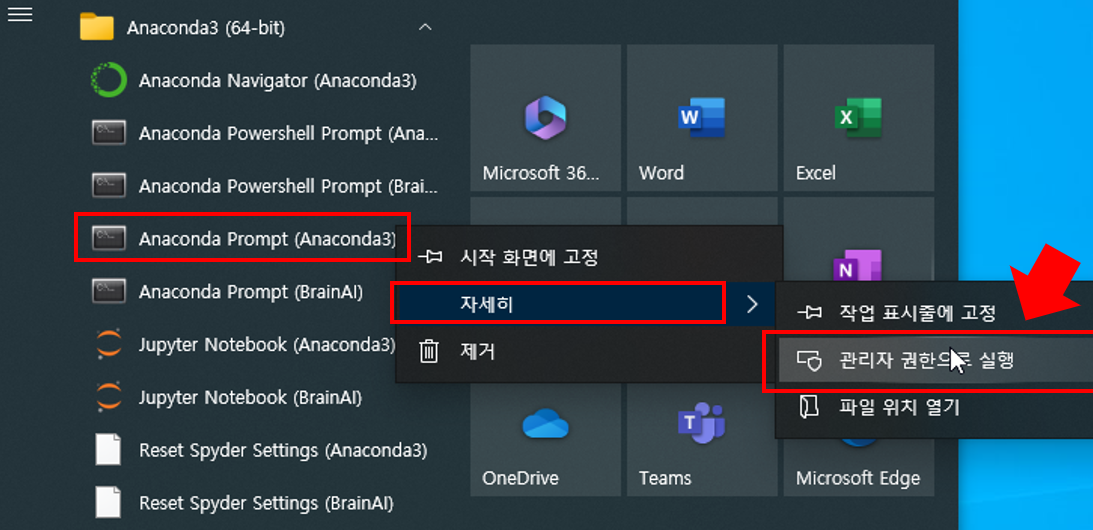 Anaconda3 (64-bit)
Anaconda Navigator (Anaconda3)
Anaconda Powershell Prompt (Ana...
Anaconda Powershell Prompt (Brai...
Anaconda Prompt (Anaconda3)
Anaconda Prompt (BrainAI)
Jupyter Notebook (Anaconda3)
Jupyter Notebook (BrainAI)
Reset Spyder Settings (Anaconda3)
Reset Spyder Settings (BrainAI)
Microsoft 36...
Word
Excel
시작 화면에 고정
자세히
제거
작업 표시줄에 고정
관리자 권한으로 실행
파일 위치 열기
OneDrive
Teams
Microsoft Edge